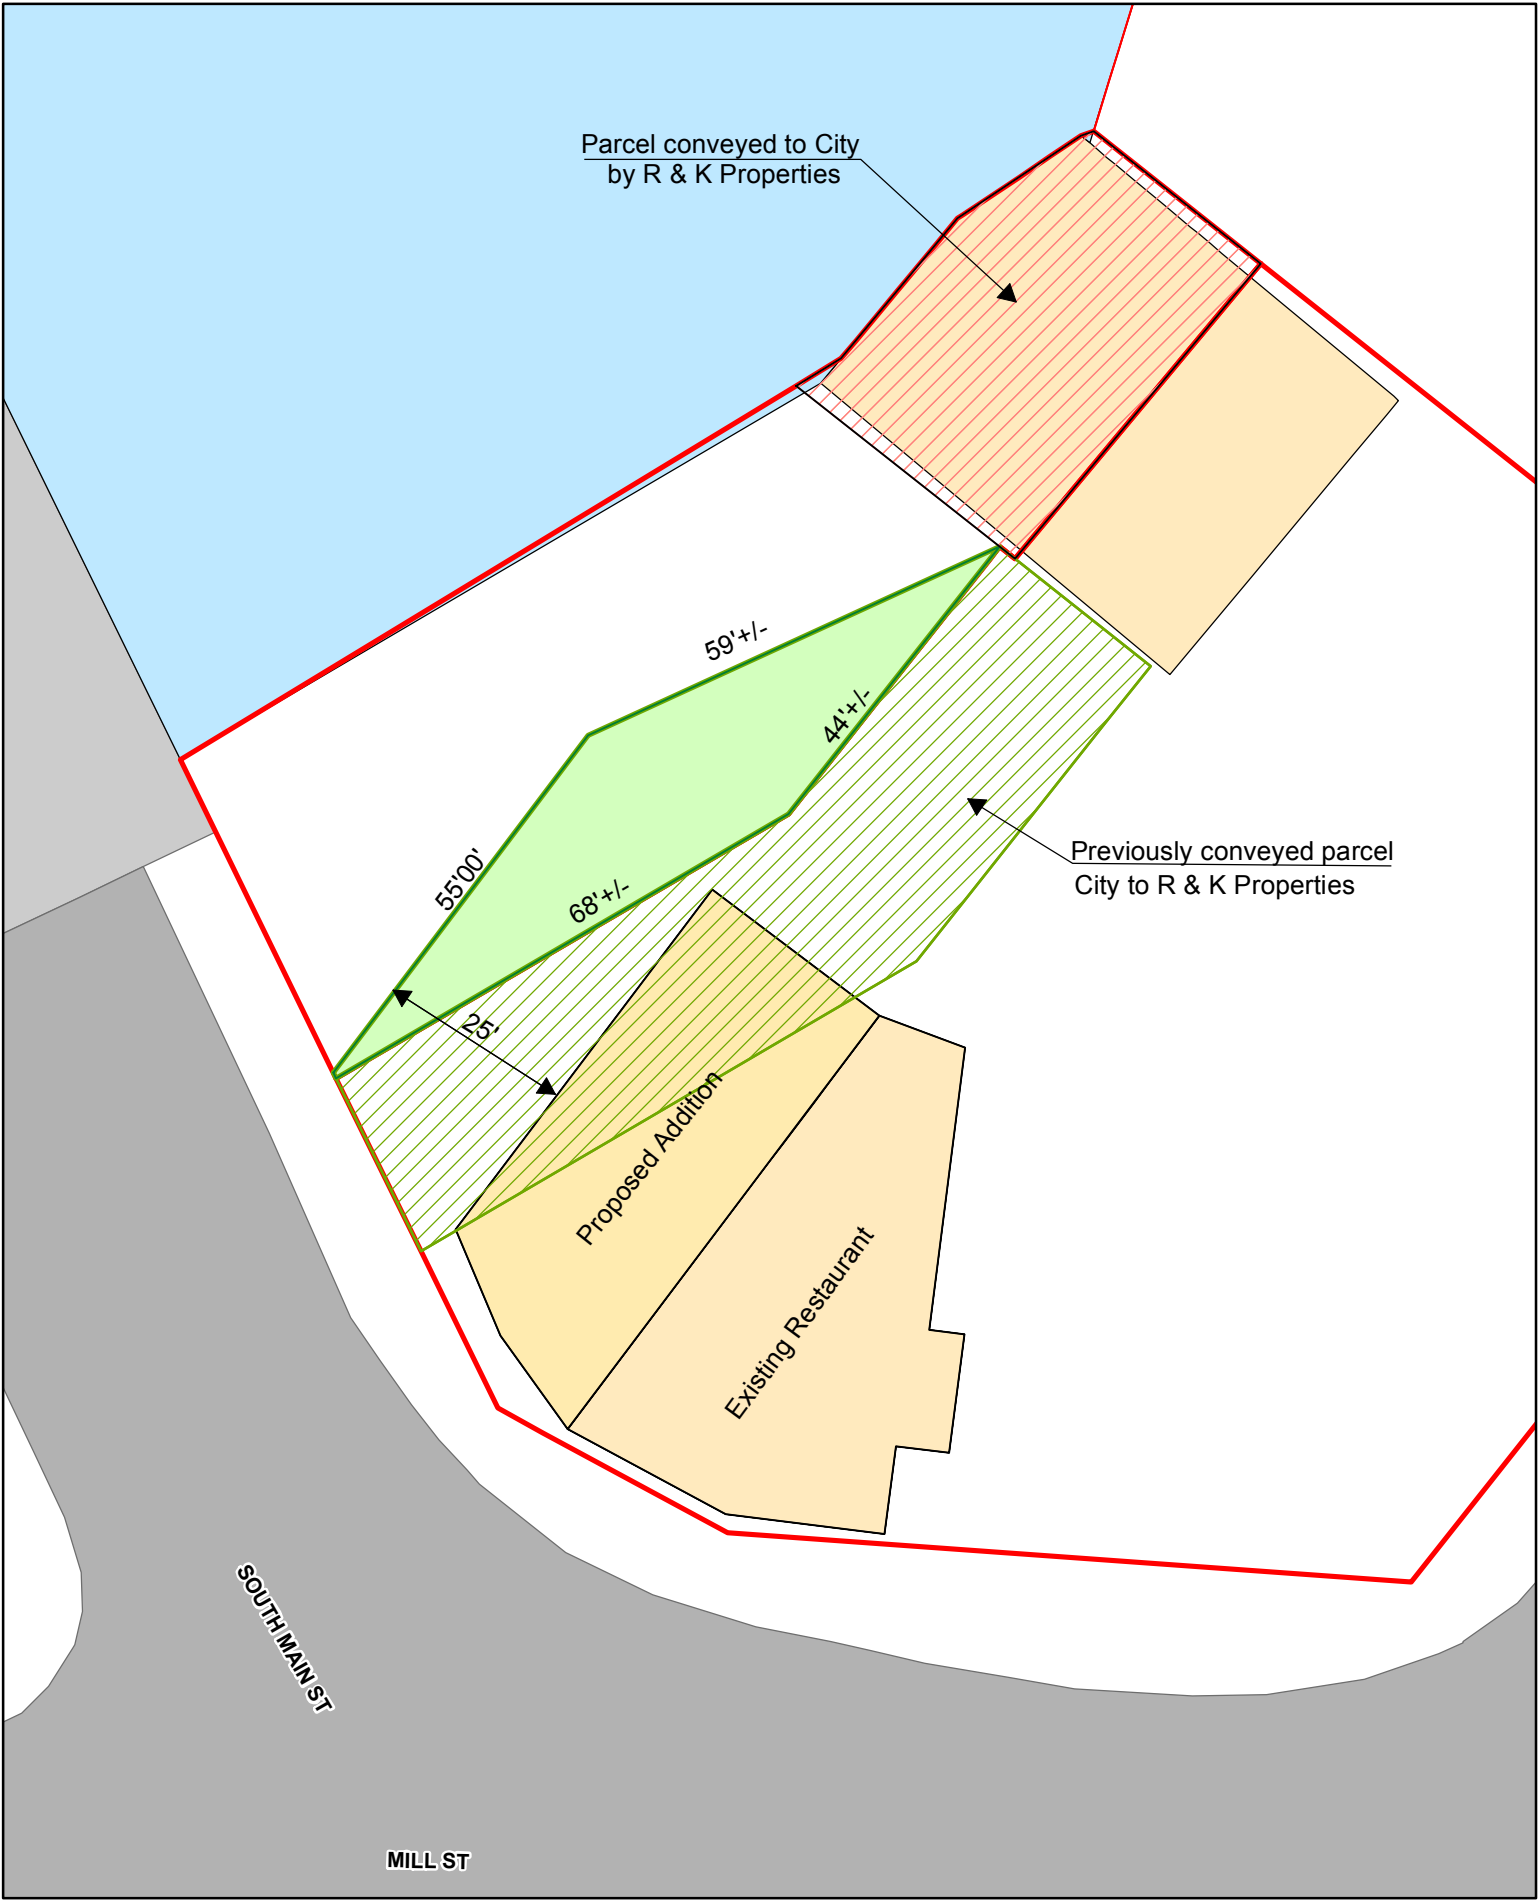 Parcel conveyed to City
by R & K Properties
59'+/-
44'+/-
55'00'
68'+/-
Previously conveyed parcel
City to R & K Properties
25'
Proposed Addition
Existing Restaurant
SOUTH MAIN ST
MILL ST